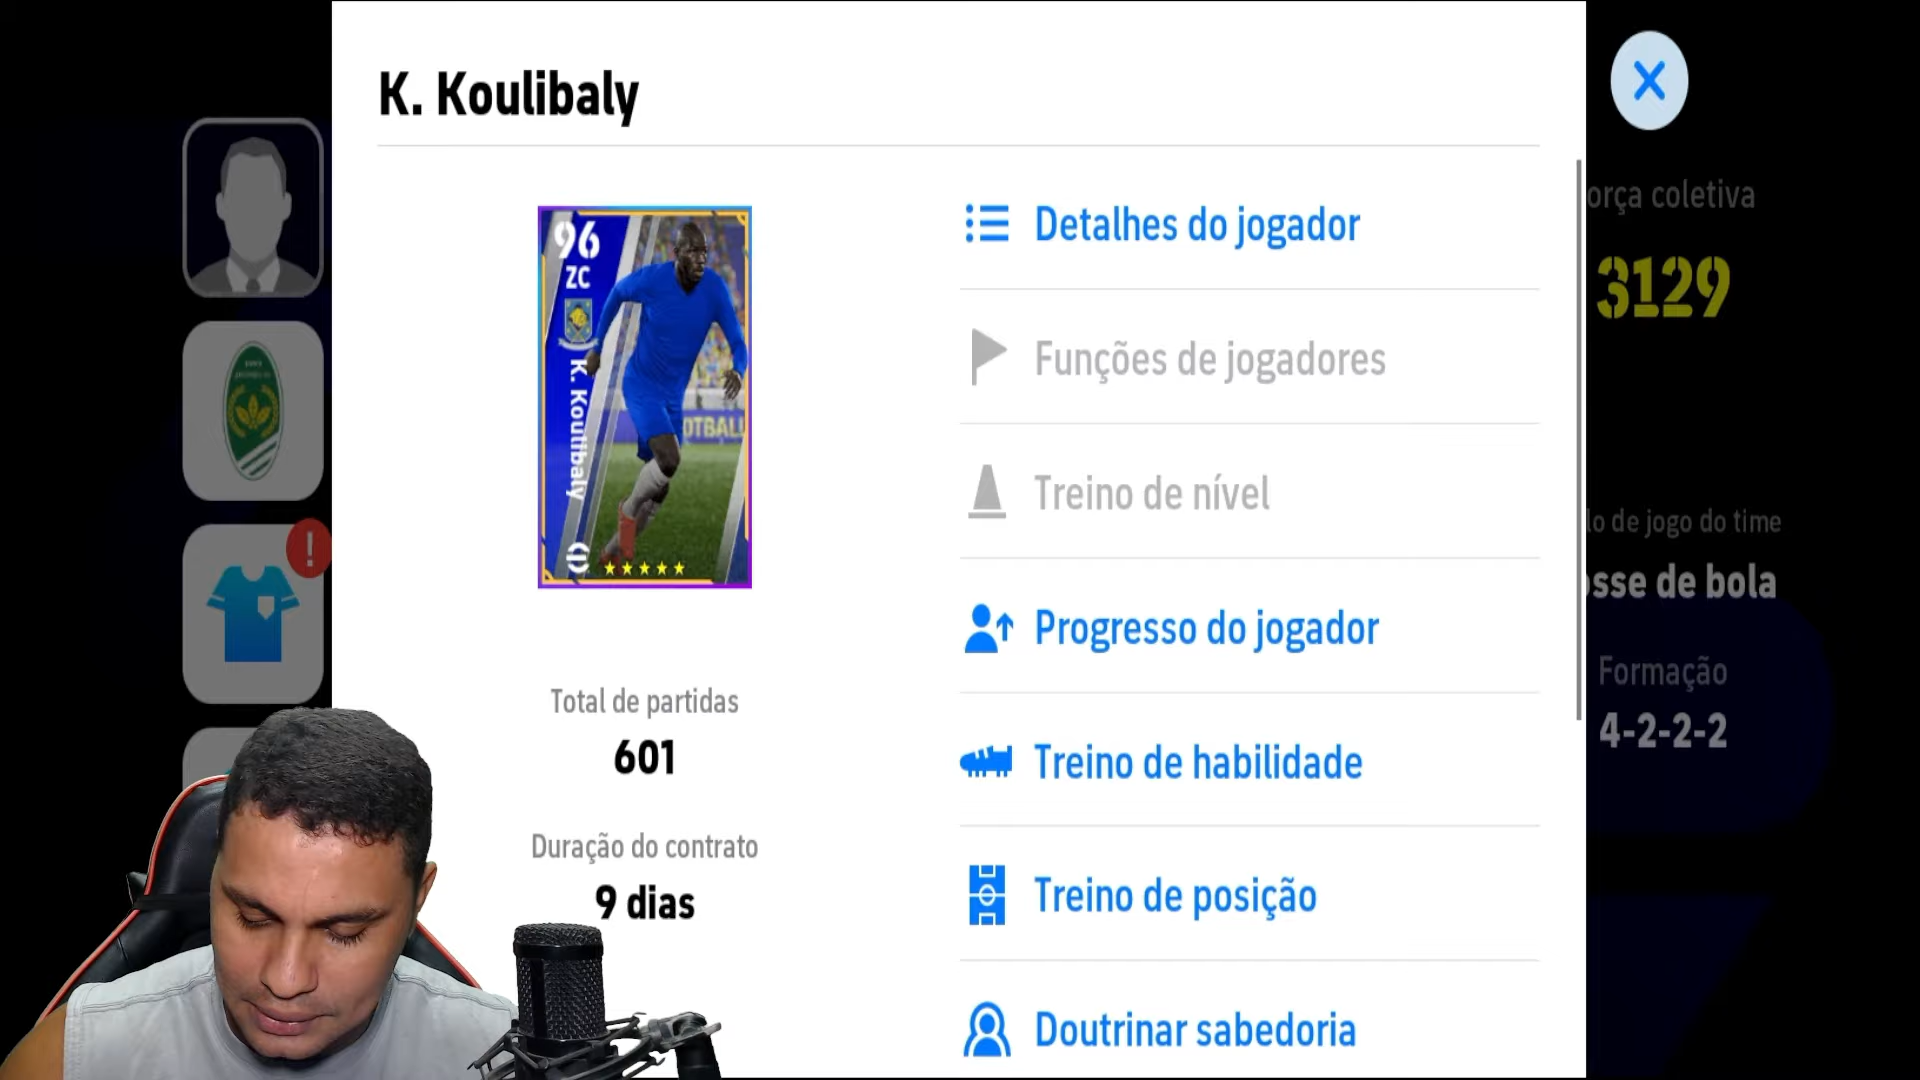 K. Koulibaly
96
ZC
K. Koulibaly
OTBALL
Total de partidas
601
Duração do contrato
9 dias
Detalhes do jogador
Funções de jogadores
Treino de nível
Progresso do jogador
Treino de habilidade
Treino de posição
Doutrinar sabedoria
X
orça coletiva
3129
lo de jogo do time
sse de bola
Formação
4-2-2-2
!